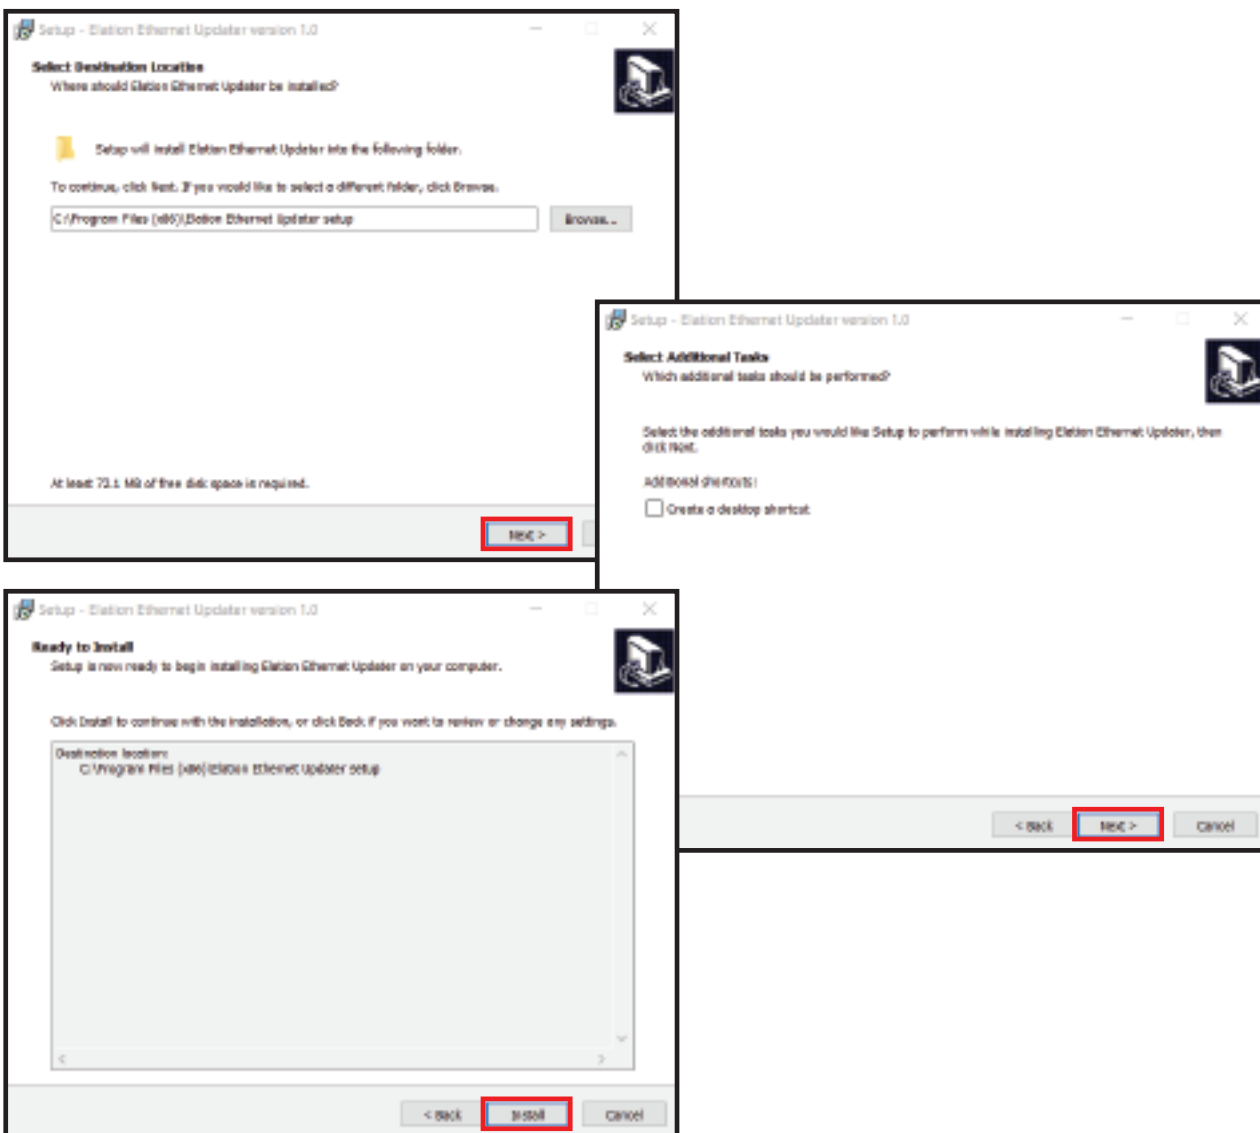 Setup - Elation Ethernet Updater version 1.0
Select Destination Location
Where should Elation Ethernet Updater be installed?
Setup will install Elation Ethernet Updater into the following folder.
To continue, click Next. If you would like to select a different folder, click Browse.
C:\Program Files (x86)\Elation Ethernet Updater setup
Browse...
At least 72.1 MB of free disk space is required.
Next >
Setup - Elation Ethernet Updater version 1.0
Select Additional Tasks
Which additional tasks should be performed?
Select the additional tasks you would like Setup to perform while installing Elation Ethernet Updater, then
click Next.
Additional shortcuts:
Create a desktop shortcut
< Back
Next >
Cancel
Setup - Elation Ethernet Updater version 1.0
Ready to Install
Setup is now ready to begin installing Elation Ethernet Updater on your computer.
Click Install to continue with the installation, or click Back if you want to review or change any settings.
Destination location:
C:\Program Files (x86)\Elation Ethernet Updater setup
< Back
Install
Cancel